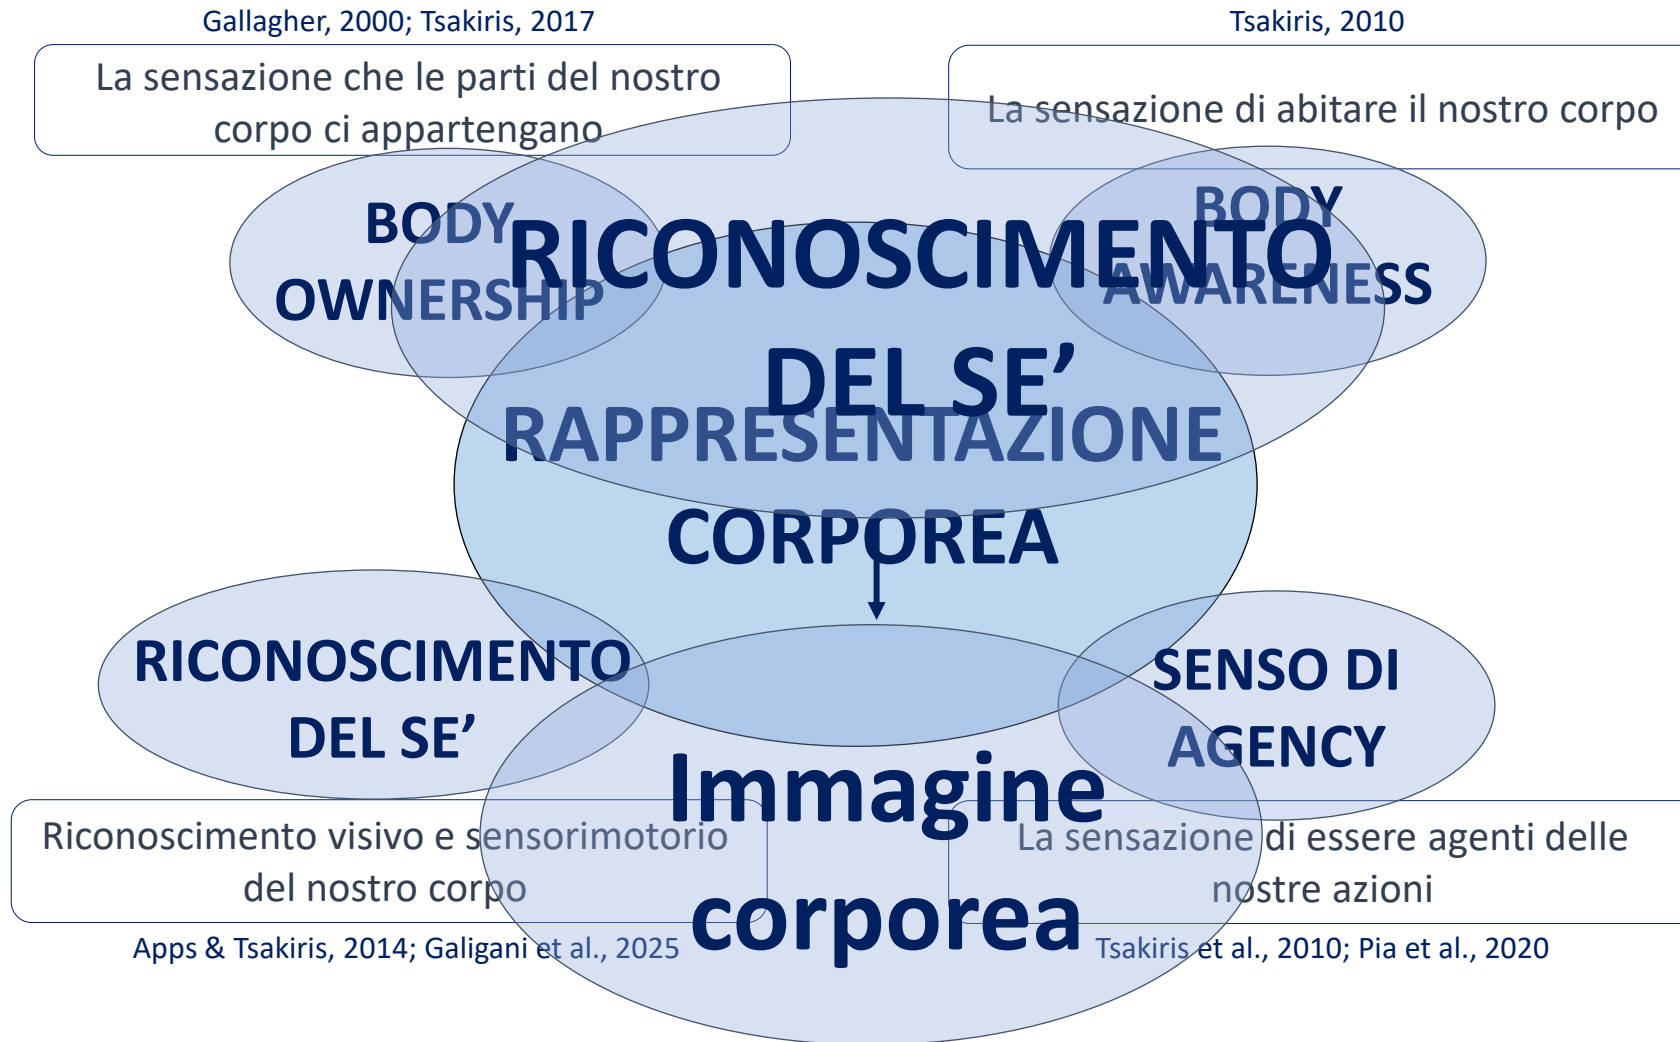 Gallagher, 2000; Tsakiris, 2017
Tsakiris, 2010
La sensazione che le parti del nostro
corpo ci appartengano
La sensazione di abitare il nostro corpo
BODY
OWNERSHIP
BODY
AWARENESS
RICONOSCIMENTO
DEL SE’
RAPPRESENTAZIONE
CORPOREA
RICONOSCIMENTO
DEL SE’
SENSO DI
AGENCY
Immagine
corporea
Riconoscimento visivo e sensorimotorio
del nostro corpo
La sensazione di essere agenti delle
nostre azioni
Apps & Tsakiris, 2014; Galigani et al., 2025
Tsakiris et al., 2010; Pia et al., 2020